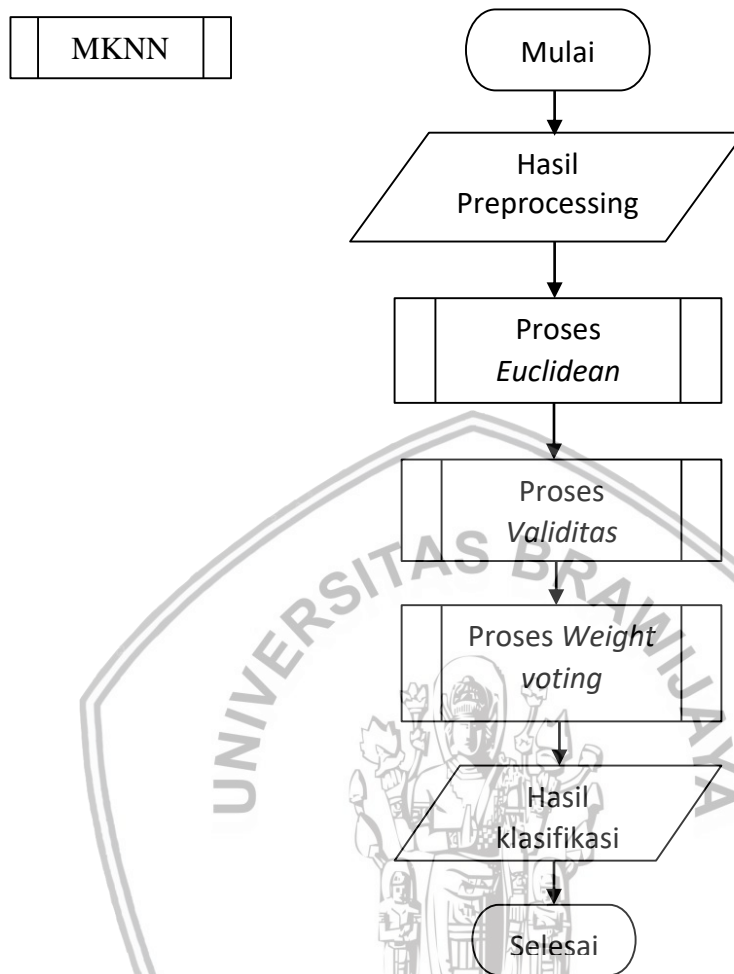 MKNN
Mulai
Hasil
Preprocessing
Proses
Euclidean
Proses
Validitas
Proses Weight
voting
Hasil
klasifikasi
Selesai
UNIVERSITAS BRAWIJAYA